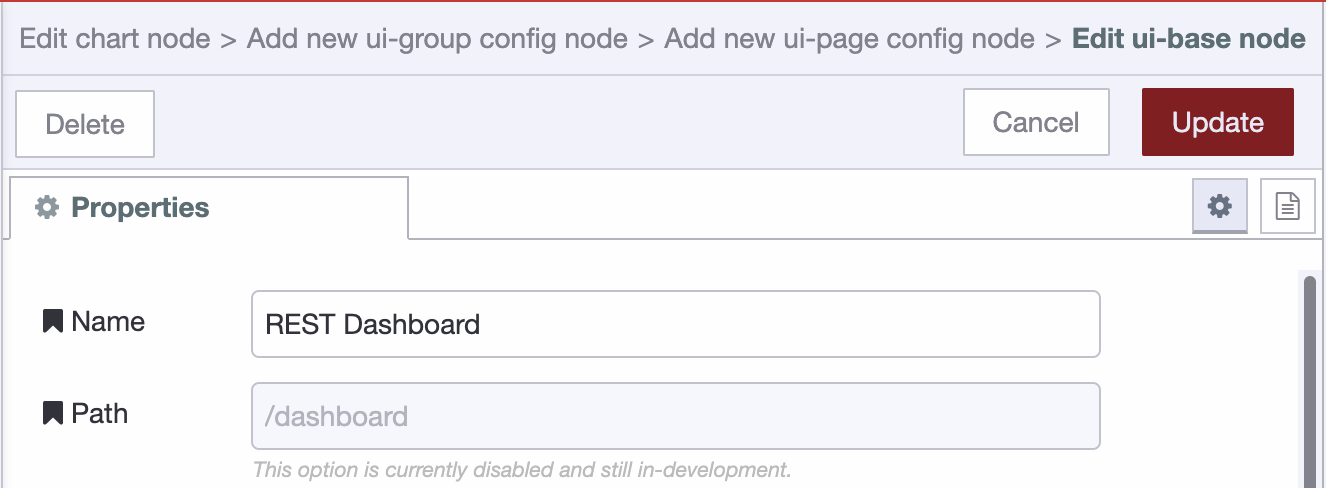 Edit chart node > Add new ui-group config node > Add new ui-page config node > Edit ui-base node
Delete Cancel Update
Properties
Name REST Dashboard
Path /dashboard
This option is currently disabled and still in-development.